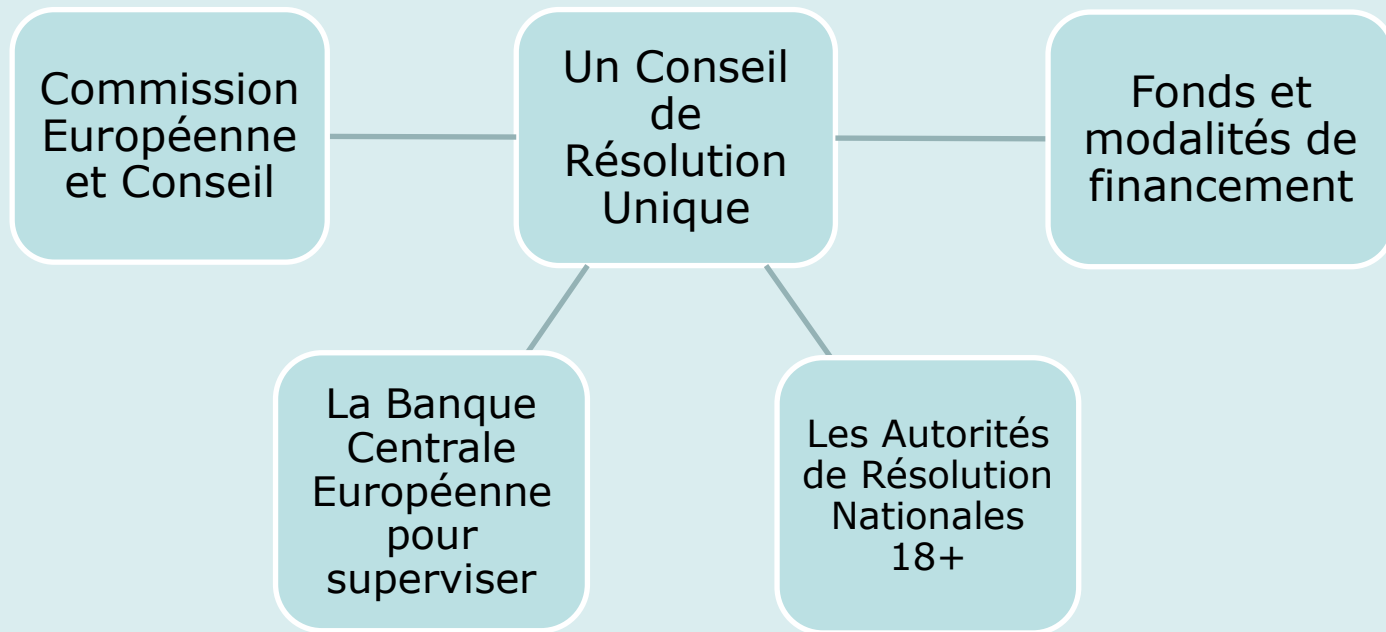 Commission
Européenne
et Conseil
Un Conseil
de
Résolution
Unique
Fonds et
modalités de
financement
La Banque
Centrale
Européenne
pour
superviser
Les Autorités
de Résolution
Nationales
18+